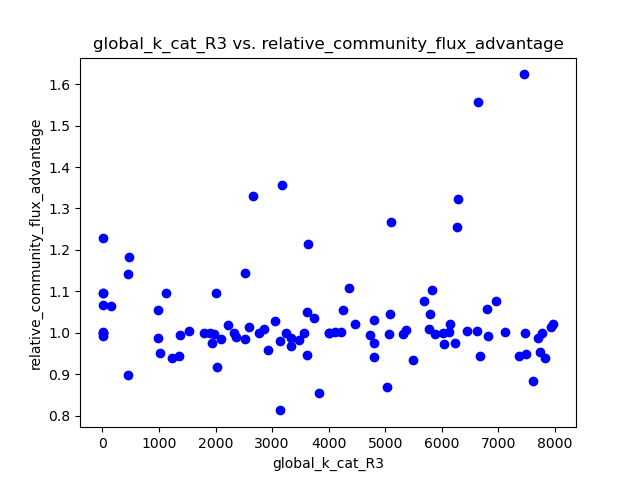 global_k_cat_R3 vs. relative_community_flux_advantage
relative_community_flux_advantage
1.6
1.5
1.4
1.3
1.2
1.1
1.0
0.9
0.8
0 1000 2000 3000 4000 5000 6000 7000 8000
global_k_cat_R3